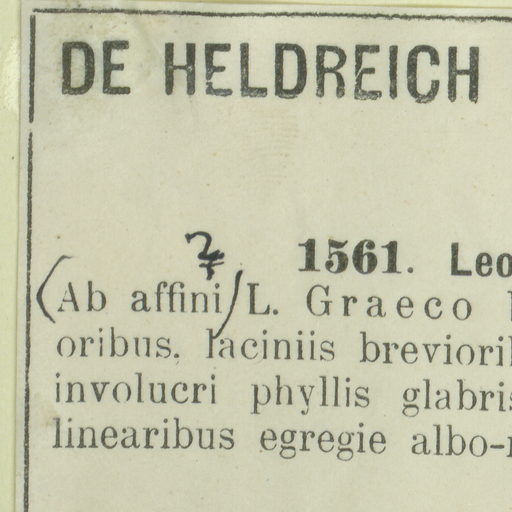 DE HELDREICH
1561. Leo
(Ab affini/L. Graeco
oribus. laciniis breviori
involucri phyllis glabris
linearibus egregie albo-